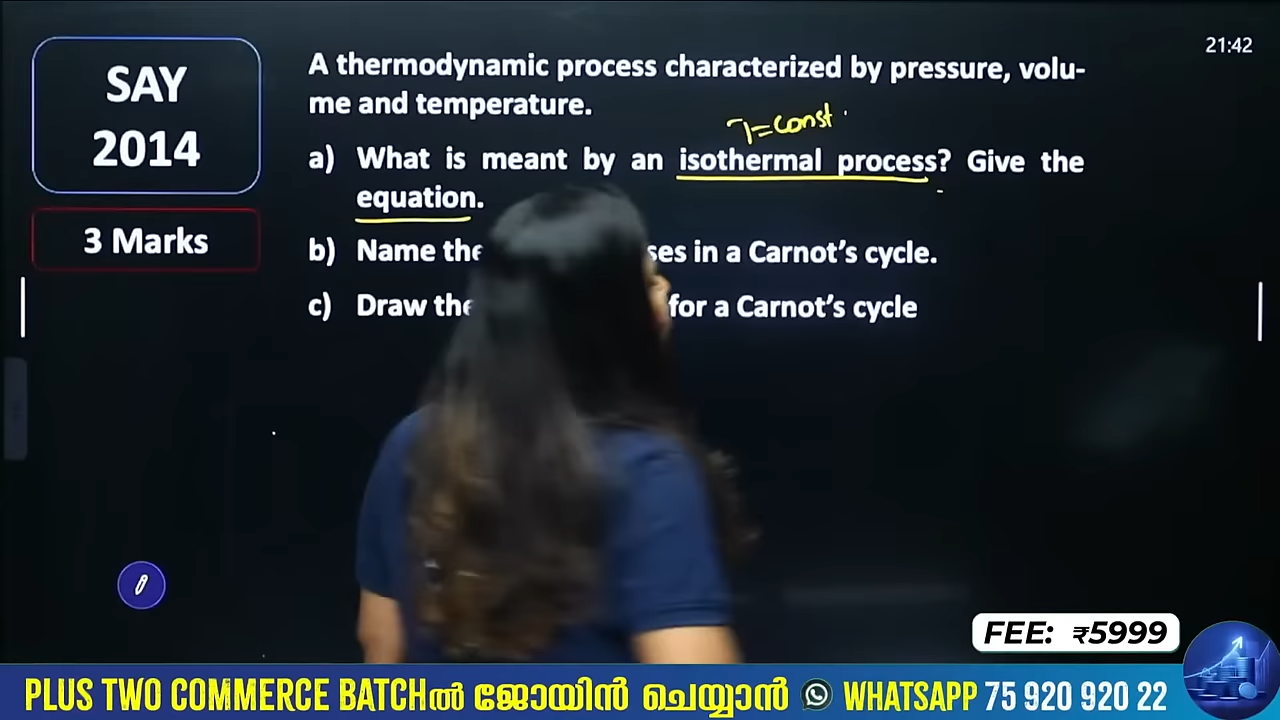 21:42
SAY
2014
3 Marks
A thermodynamic process characterized by pressure, volu-
me and temperature.
T=const
a) What is meant by an isothermal process? Give the
equation.
b) Name the ses in a Carnot's cycle.
c) Draw the for a Carnot's cycle
FEE: ₹5999
PLUS TWO COMMERCE BATCHൽ ജോയിൻ ചെയ്യാൻ WHATSAPP 75 920 920 22